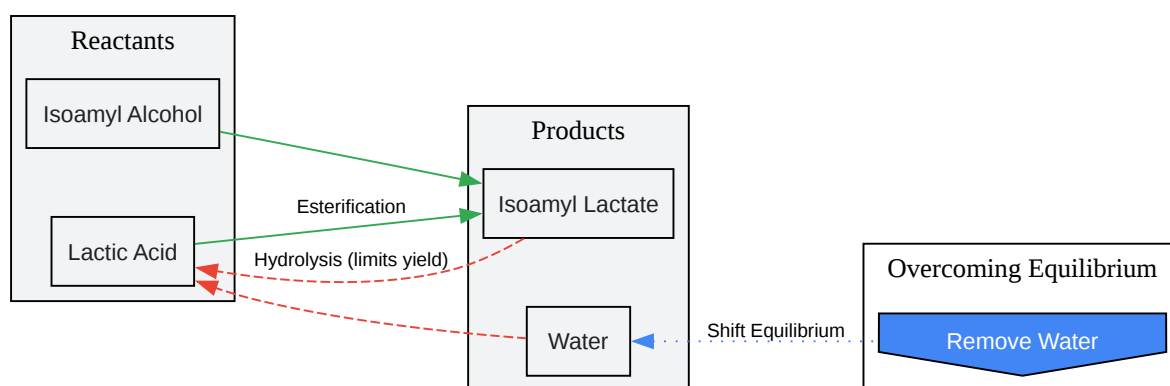 Reactants
Isoamyl Alcohol
Lactic Acid
Esterification
Hydrolysis (limits yield)
Products
Isoamyl Lactate
Water
Shift Equilibrium
Overcoming Equilibrium
Remove Water